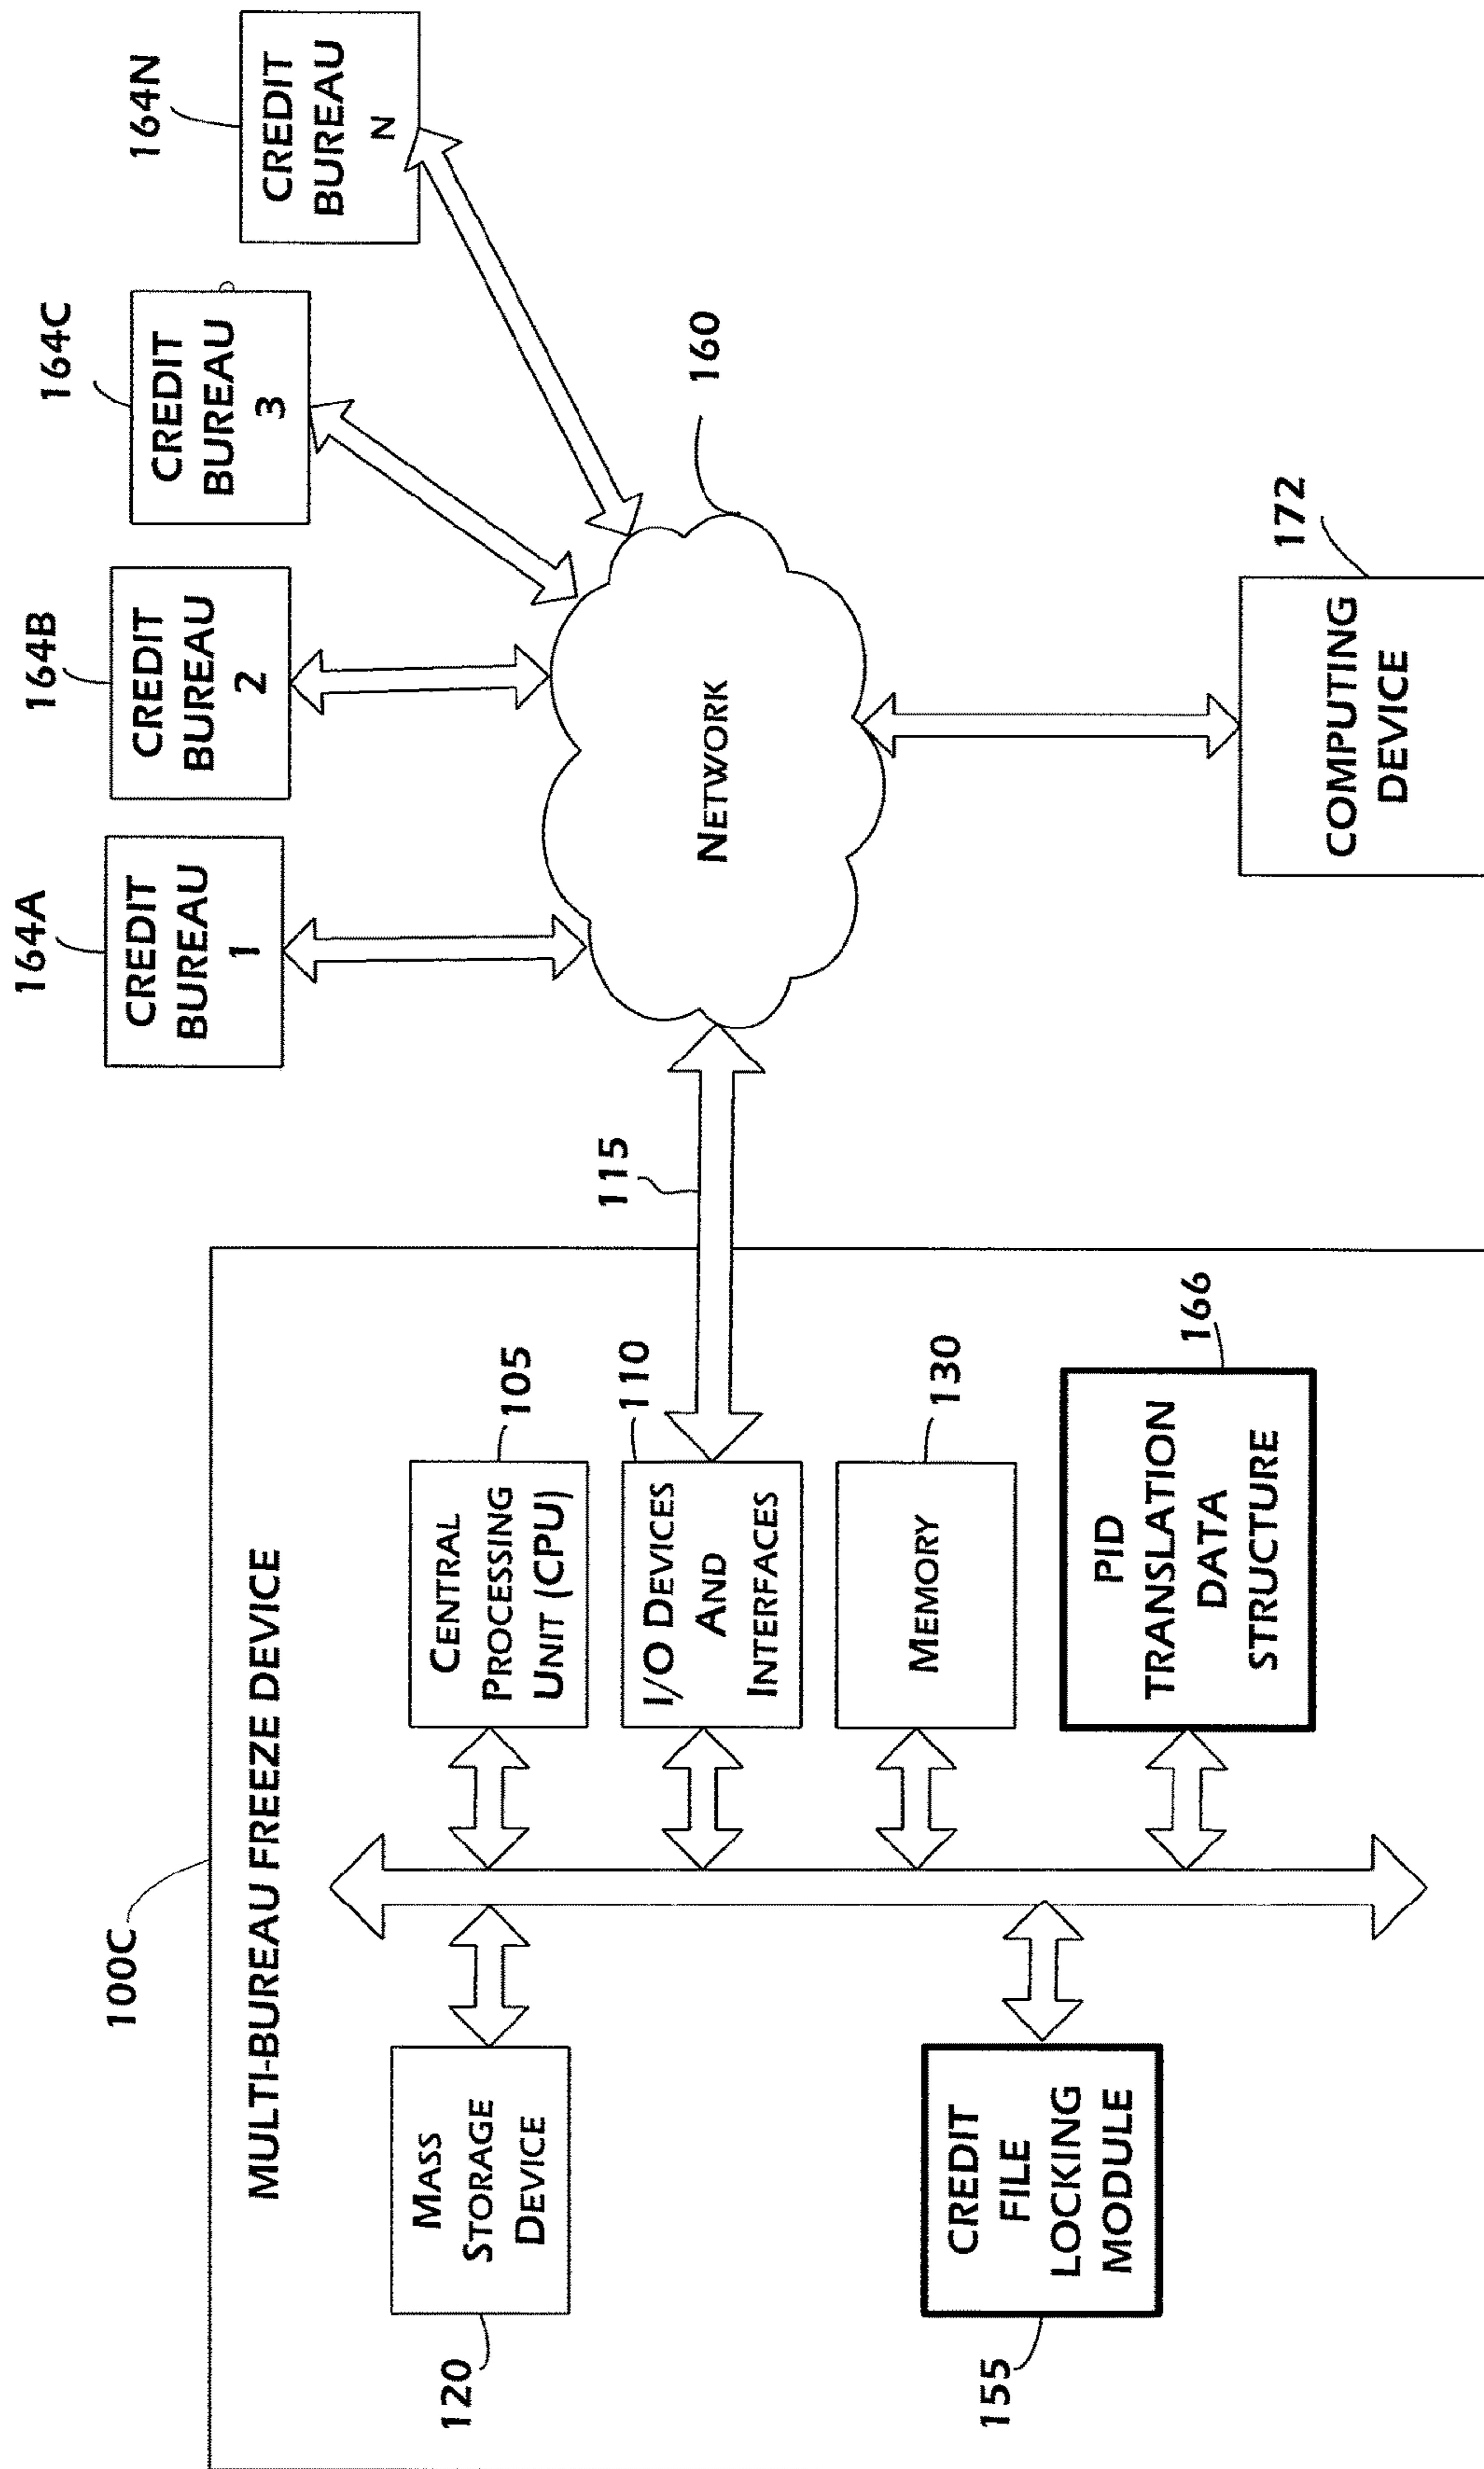 100C
MULTI-BUREAU FREEZE DEVICE
120
MASS
STORAGE
DEVICE
155
CREDIT
FILE
LOCKING
MODULE
CENTRAL
PROCESSING
UNIT (CPU)
105
I/O DEVICES
AND
INTERFACES
110
MEMORY
130
PID
TRANSLATION
DATA
STRUCTURE
166
115
164A
CREDIT
BUREAU
1
164B
CREDIT
BUREAU
2
164C
CREDIT
BUREAU
3
164N
CREDIT
BUREAU
N
NETWORK
160
COMPUTING
DEVICE
172